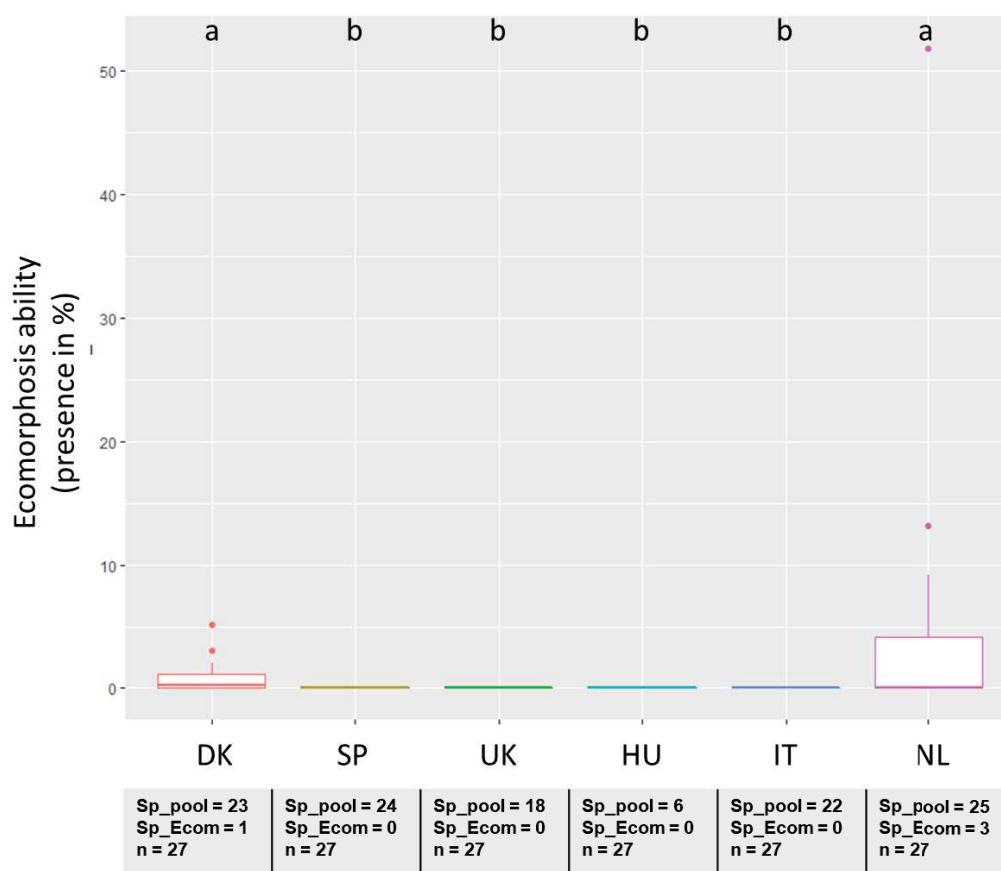 a b b b b a
50
40
30
20
10
0
Ecomorphosis ability
(presence in %)
DK SP UK HU IT NL
Sp_pool = 23 Sp_pool = 24 Sp_pool = 18 Sp_pool = 6 Sp_pool = 22 Sp_pool = 25
Sp_Ecom = 1 Sp_Ecom = 0 Sp_Ecom = 0 Sp_Ecom = 0 Sp_Ecom = 0 Sp_Ecom = 3
n = 27 n = 27 n = 27 n = 27 n = 27 n = 27